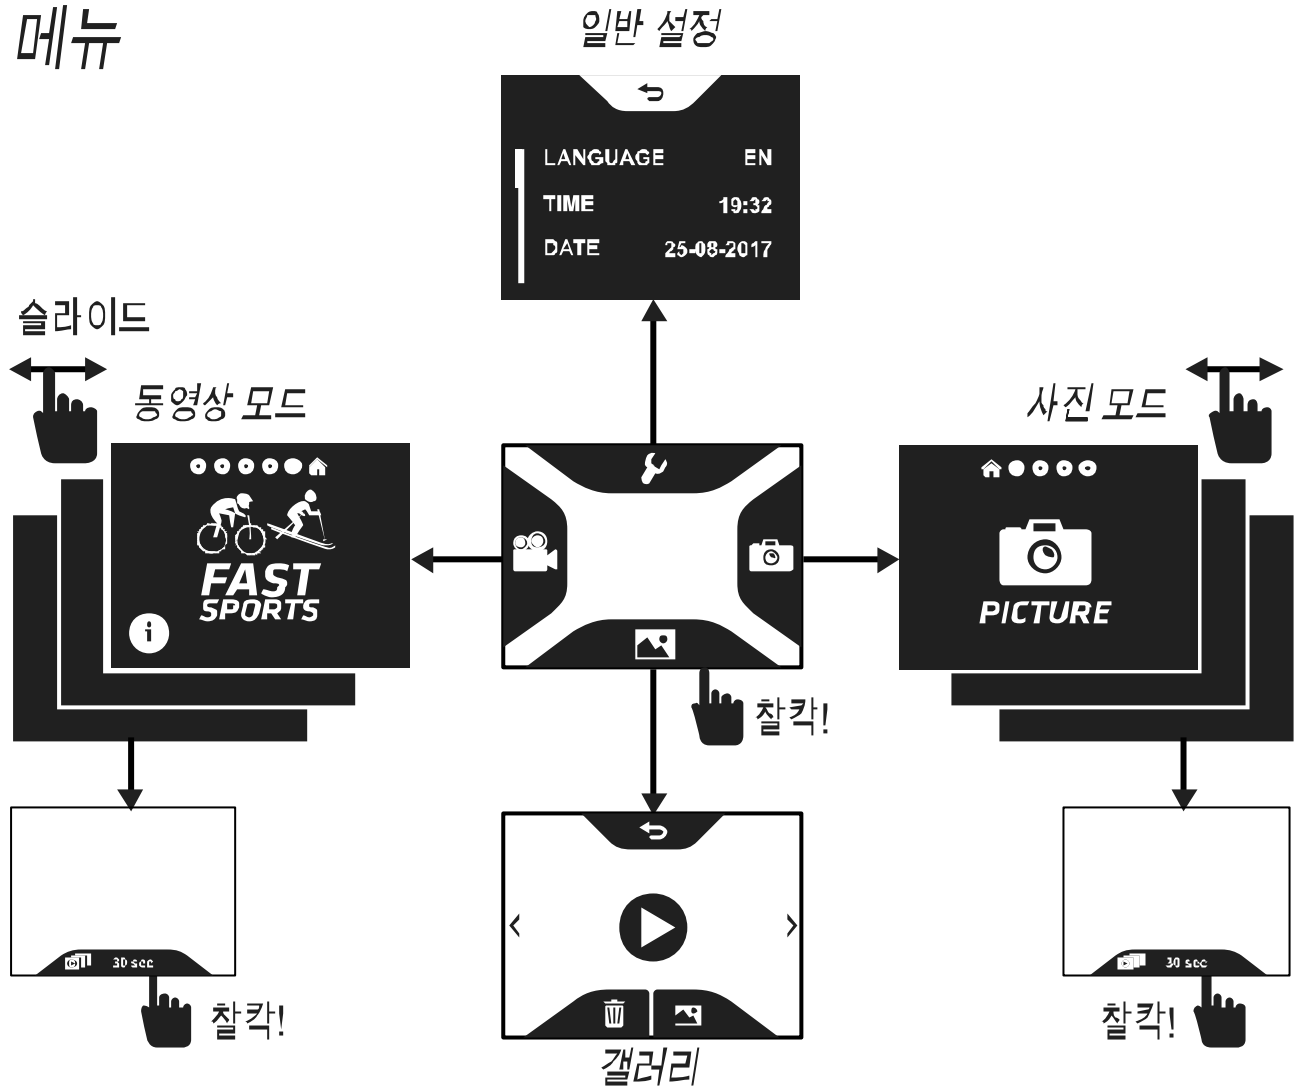 메뉴
일반 설정
LANGUAGE EN
TIME 19:32
DATE 25-08-2017
슬라이드
동영상 모드
사진 모드
FAST
SPORTS
i
PICTURE
찰칵!
30 sec
찰칵!
30 sec
찰칵!
갤러리